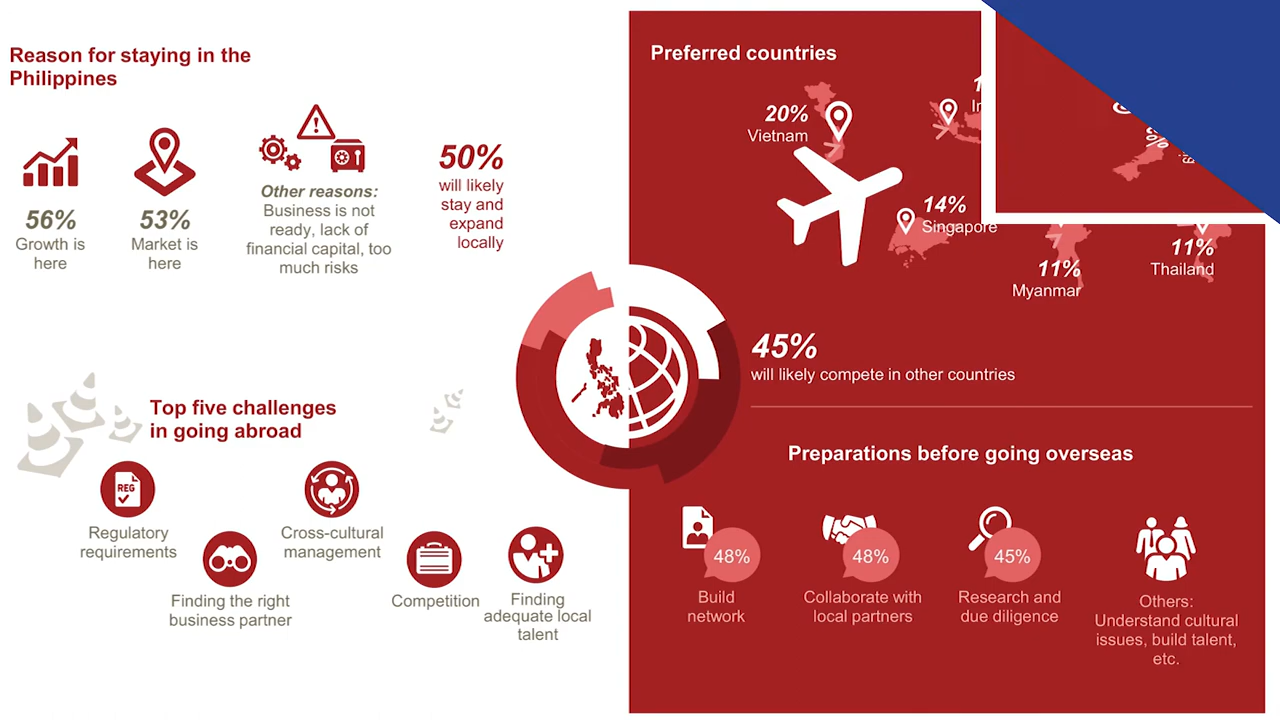 Reason for staying in the
Philippines
56%
Growth is
here
53%
Market is
here
Other reasons:
Business is not
ready, lack of
financial capital, too
much risks
50%
will likely
stay and
expand
locally
Preferred countries
20%
Vietnam
14%
Singapore
11%
Myanmar
11%
Thailand
45%
will likely compete in other countries
Top five challenges
in going abroad
REG
Regulatory
requirements
Finding the right
business partner
Cross-cultural
management
Competition
Finding
adequate local
talent
Preparations before going overseas
48%
Build
network
48%
Collaborate with
local partners
45%
Research and
due diligence
Others:
Understand cultural
issues, build talent,
etc.